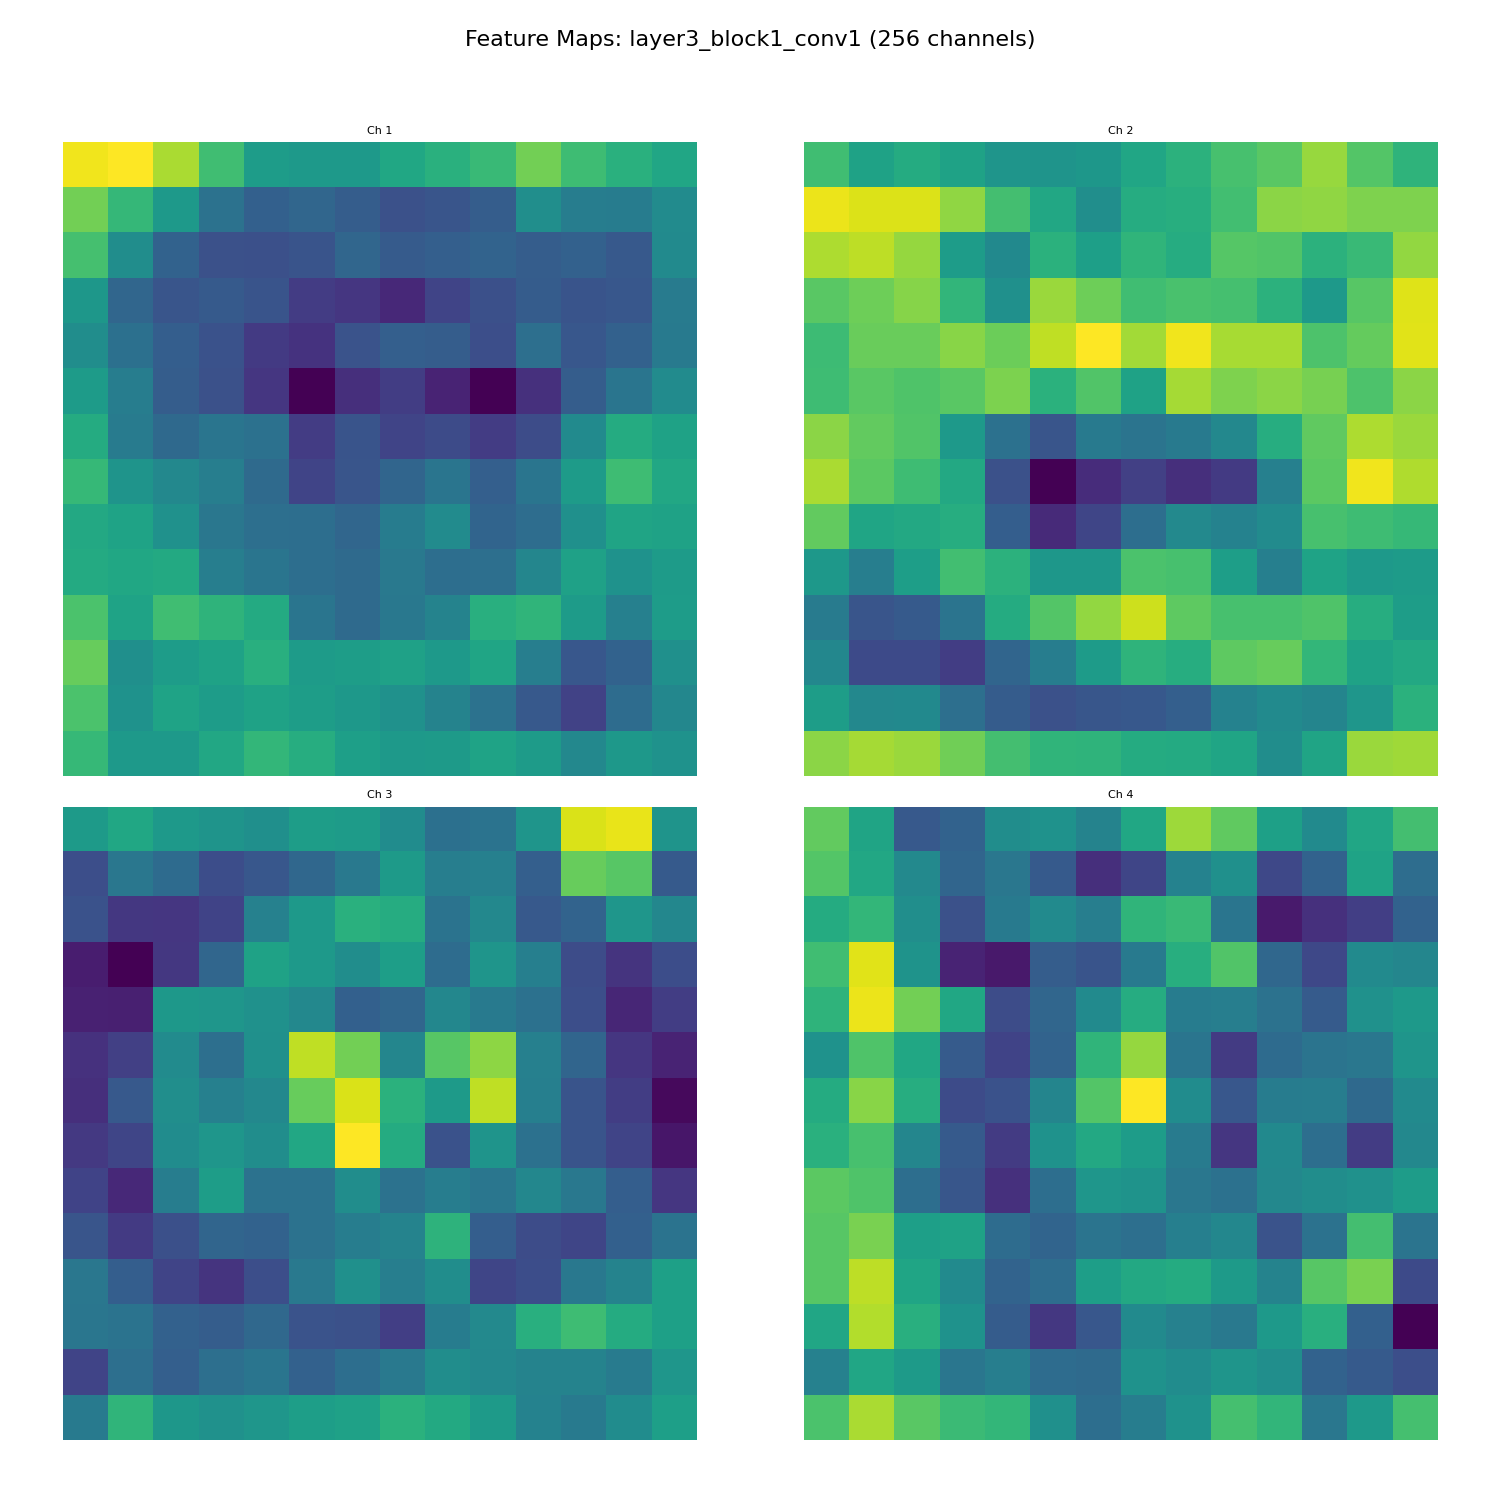 Feature Maps: layer3_block1_conv1 (256 channels)
Ch 1
Ch 2
Ch 3
Ch 4